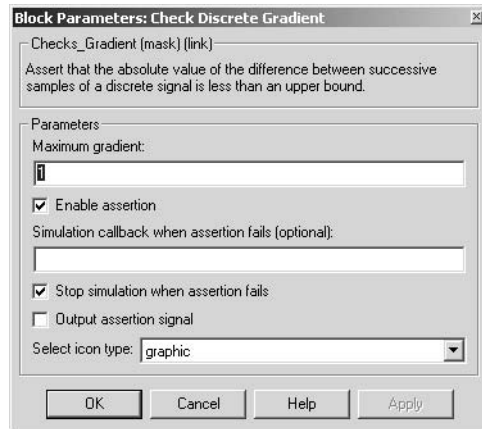 Block Parameters: Check Discrete Gradient
Checks_Gradient (mask) (link)
Assert that the absolute value of the difference between successive
samples of a discrete signal is less than an upper bound.
Parameters
Maximum gradient:
1
Enable assertion
Simulation callback when assertion fails (optional):
Stop simulation when assertion fails
Output assertion signal
Select icon type: graphic
OK Cancel Help Apply